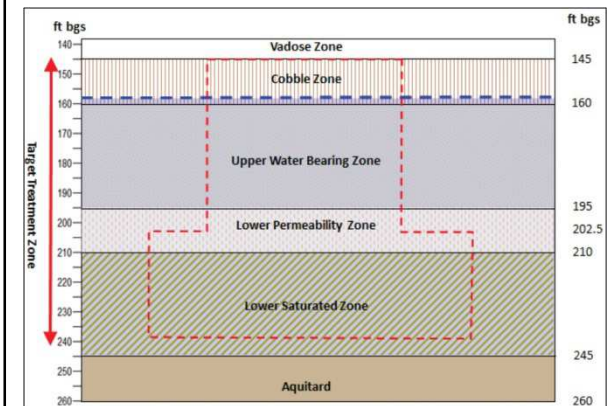 ft bgs
ft bgs
140
Vadose Zone
145
150
Cobble Zone
160
160
170
Upper Water Bearing Zone
180
190
195
200
Lower Permeability Zone
202.5
210
210
220
Lower Saturated Zone
230
240
245
250
Aquitard
260
260
Target Treatment Zone